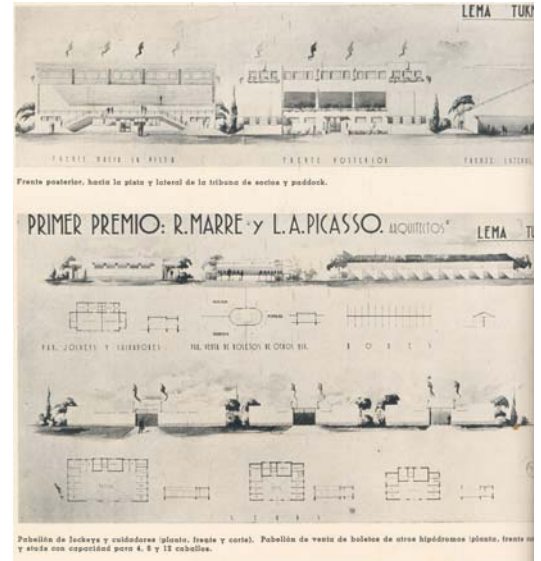 LEMA TURN
FRENTE HACIA LA PISTA
FRENTE POSTERIOR
FRENTE LATERAL
Frente posterior, hacia la pista y lateral de la tribuna de socios y paddock.
PRIMER PREMIO: R.MARRE Y L.A.PICASSO. ARQUITECTOS
LEMA TU
PAB. JOCKEYS Y CUIDADORES
PAB. VENTA DE BOLETOS DE OTROS HIP.
BOXES
STUDS
Pabellón de Jockeys y cuidadores (planta, frente y corte). Pabellón de venta de boletos de otros hipódromos (planta, frente
y studs con capacidad para 4, 8 y 12 caballos.